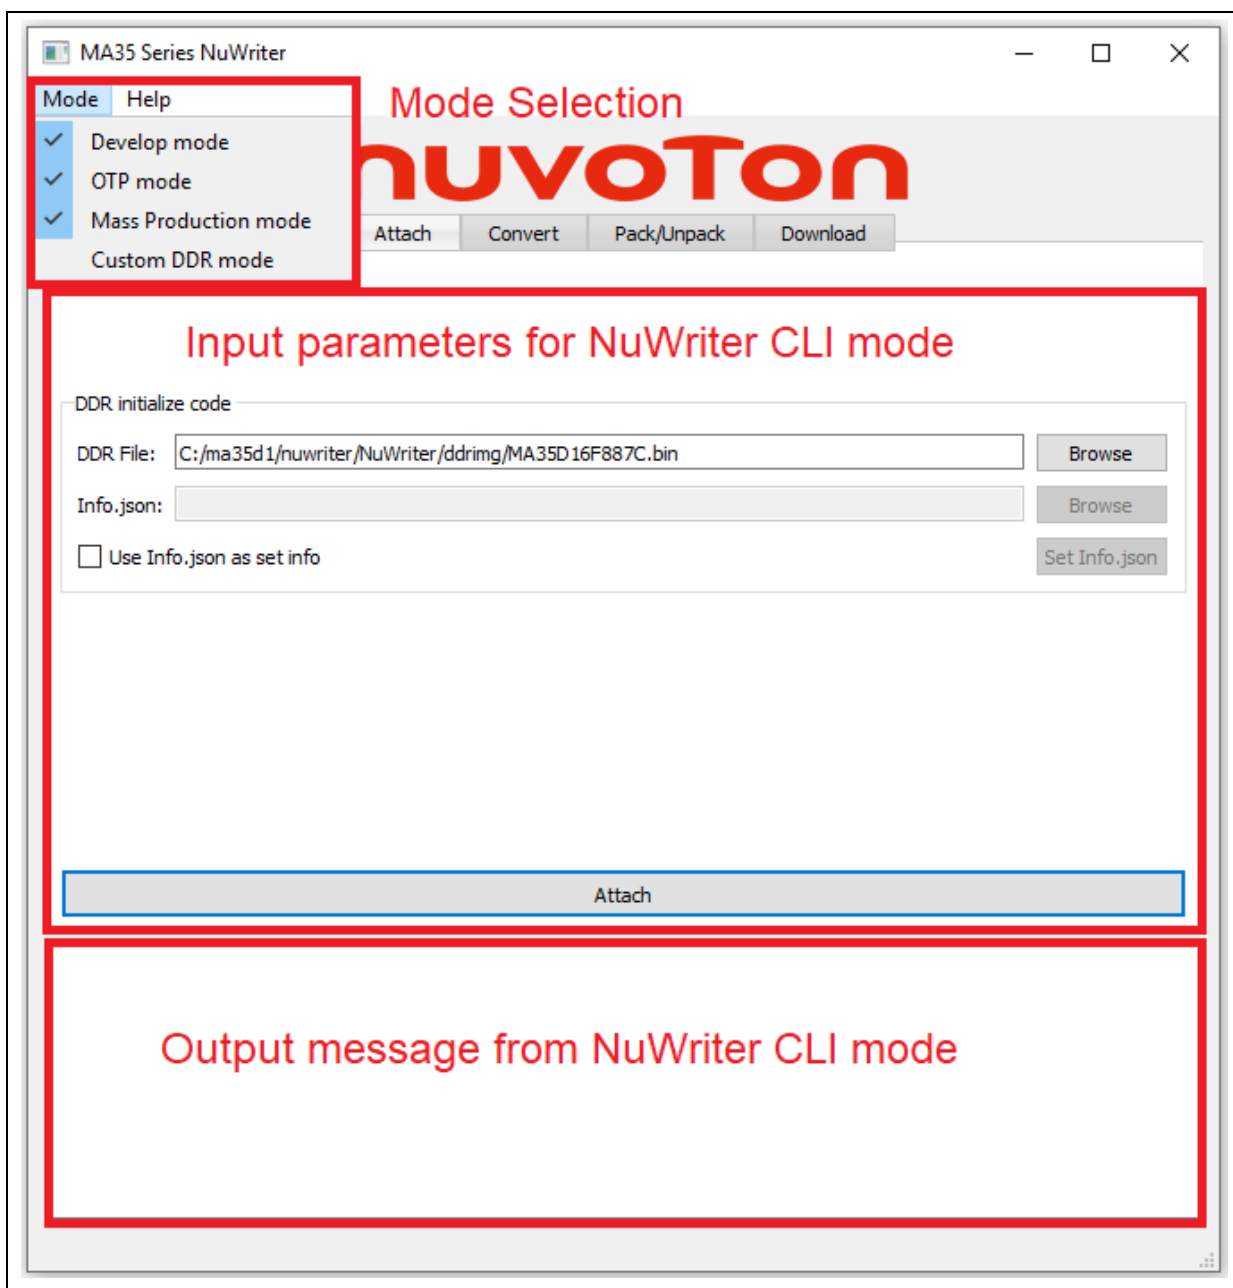 MA35 Series NuWriter
Mode Help
Mode Selection
Develop mode
OTP mode
Mass Production mode
Custom DDR mode
nuvoTon
Attach Convert Pack/Unpack Download
Input parameters for NuWriter CLI mode
DDR initialize code
DDR File: C:/ma35d1/nuwriter/NuWriter/ddrimg/MA35D16F887C.bin Browse
Info.json: Browse
Use Info.json as set info Set Info.json
Attach
Output message from NuWriter CLI mode